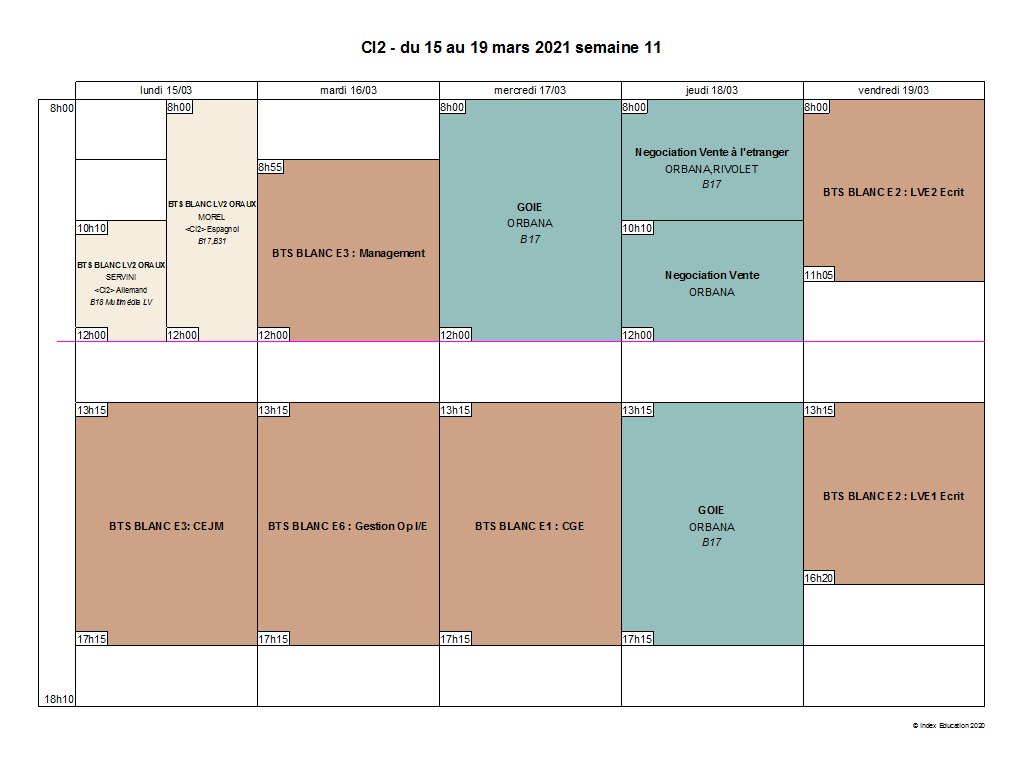 CI2 - du 15 au 19 mars 2021 semaine 11
lundi 15/03
mardi 16/03
mercredi 17/03
jeudi 18/03
vendredi 19/03
8h00
18h10
10h10
BTS BLANC LV2 ORAUX
SERVINI
<CI2> Allemand
B18 Multimédia LV
12h00
8h00
BTS BLANC LV2 ORAUX
MOREL
<CI2> Espagnol
B17,B31
12h00
13h15
BTS BLANC E3: CEJM
17h15
8h55
BTS BLANC E3 : Management
12h00
13h15
BTS BLANC E6 : Gestion Op I/E
17h15
8h00
GOIE
ORBANA
B17
12h00
13h15
BTS BLANC E1 : CGE
17h15
8h00
Negociation Vente à l'etranger
ORBANA,RIVOLET
B17
10h10
Negociation Vente
ORBANA
12h00
13h15
GOIE
ORBANA
B17
17h15
8h00
BTS BLANC E 2 : LVE2 Ecrit
11h05
13h15
BTS BLANC E 2 : LVE1 Ecrit
16h20
© Index Education 2020